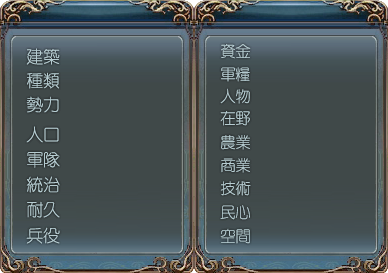 建築
種類
勢力
人口
軍隊
統治
耐久
兵役
資金
軍糧
人物
在野
農業
商業
技術
民心
空間